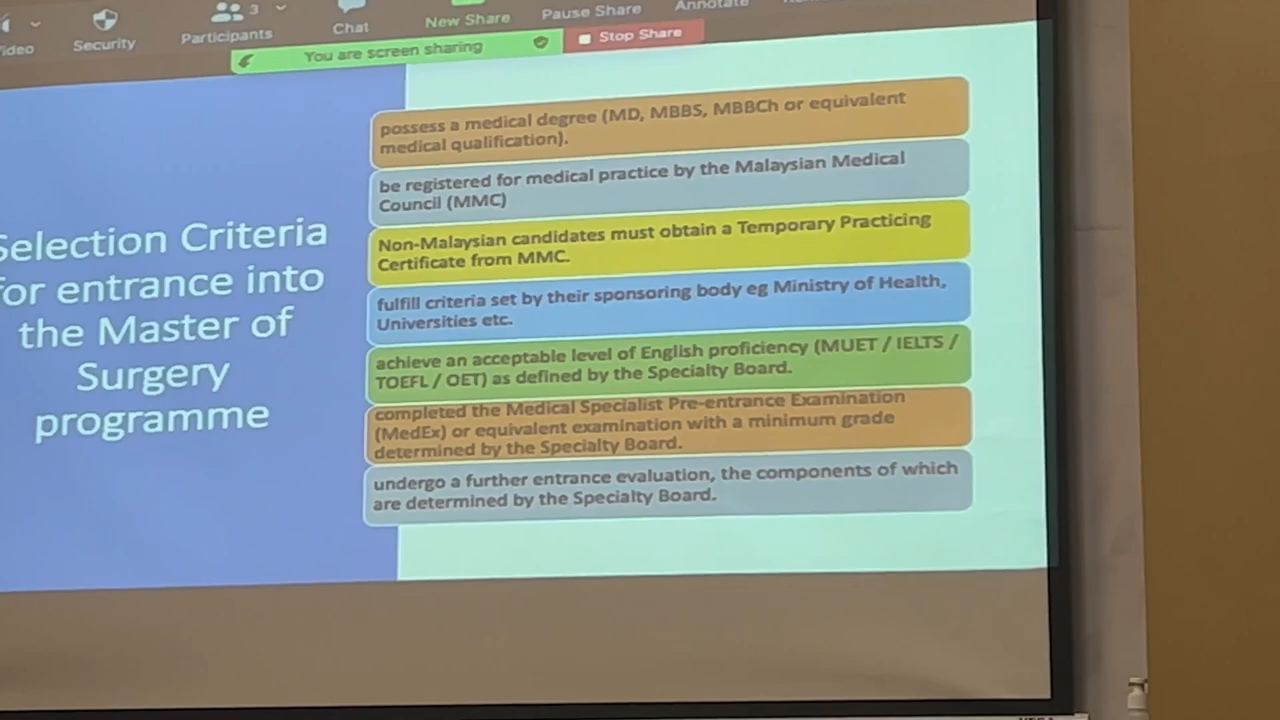 Security
Participants
3
Chat
New Share
Pause Share
Annotate
You are screen sharing
Stop Share
Selection Criteria
for entrance into
the Master of
Surgery
programme
possess a medical degree (MD, MBBS, MBBCh or equivalent
medical qualification).
be registered for medical practice by the Malaysian Medical
Council (MMC)
Non-Malaysian candidates must obtain a Temporary Practicing
Certificate from MMC.
fulfill criteria set by their sponsoring body eg Ministry of Health,
Universities etc.
achieve an acceptable level of English proficiency (MUET / IELTS /
TOEFL / OET) as defined by the Specialty Board.
completed the Medical Specialist Pre-entrance Examination
(MedEx) or equivalent examination with a minimum grade
determined by the Specialty Board.
undergo a further entrance evaluation, the components of which
are determined by the Specialty Board.